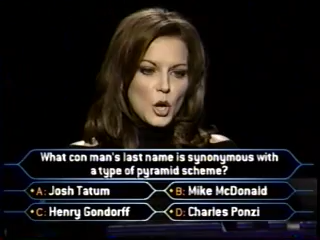 What con man's last name is synonymous with
a type of pyramid scheme?
A: Josh Tatum
B: Mike McDonald
C: Henry Gondorff
D: Charles Ponzi